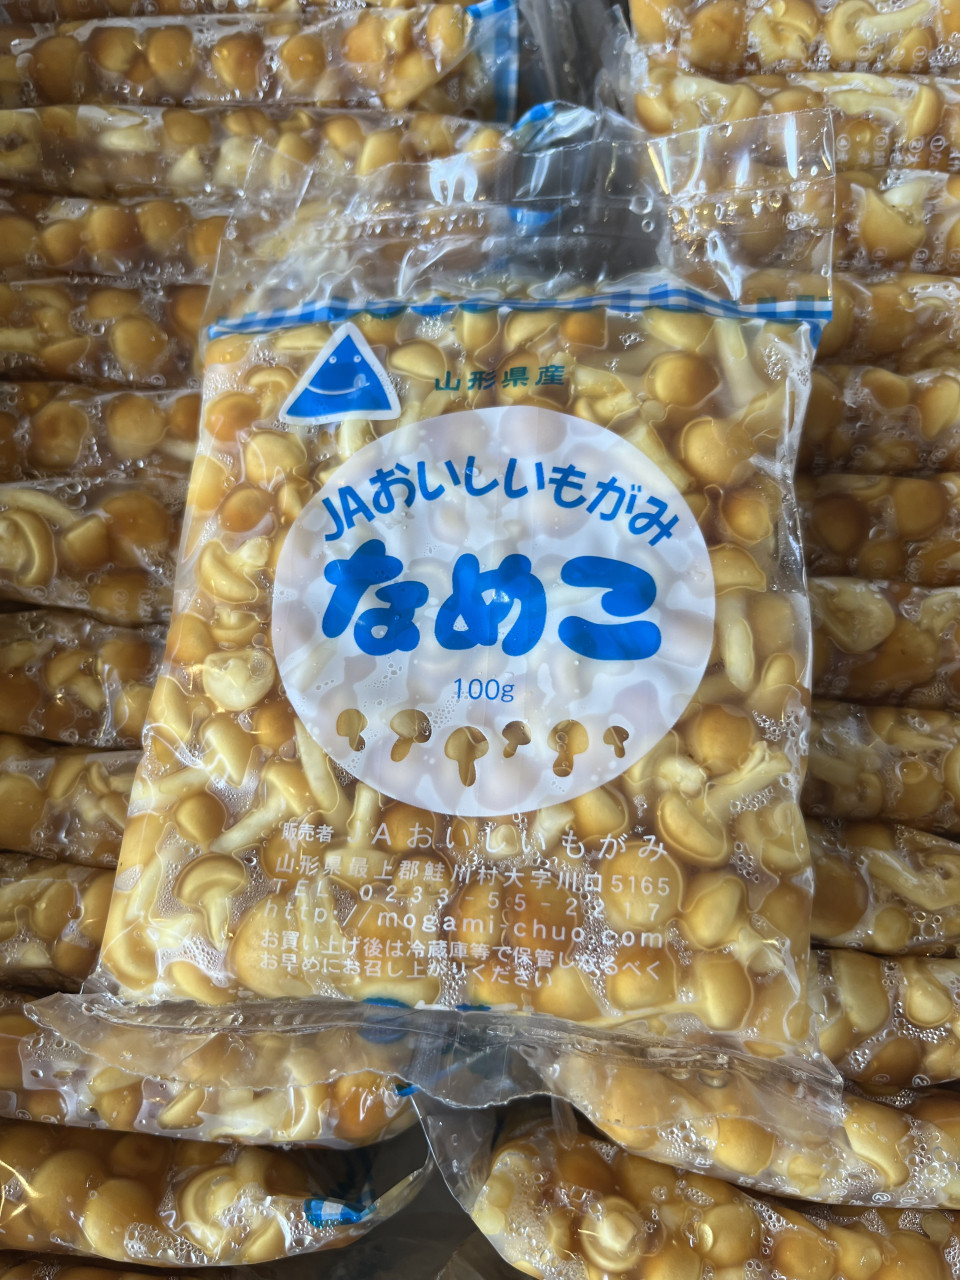 山形県産
JAおいしいもがみ
なめこ
100g
販売者 JAおいしいもがみ
山形県最上郡鮭川村大字川口5165
TEL 0233-55-2217
http://mogami-chuo.com
お買い上げ後は冷蔵庫等で保管しなるべく
お早めにお召し上がりください